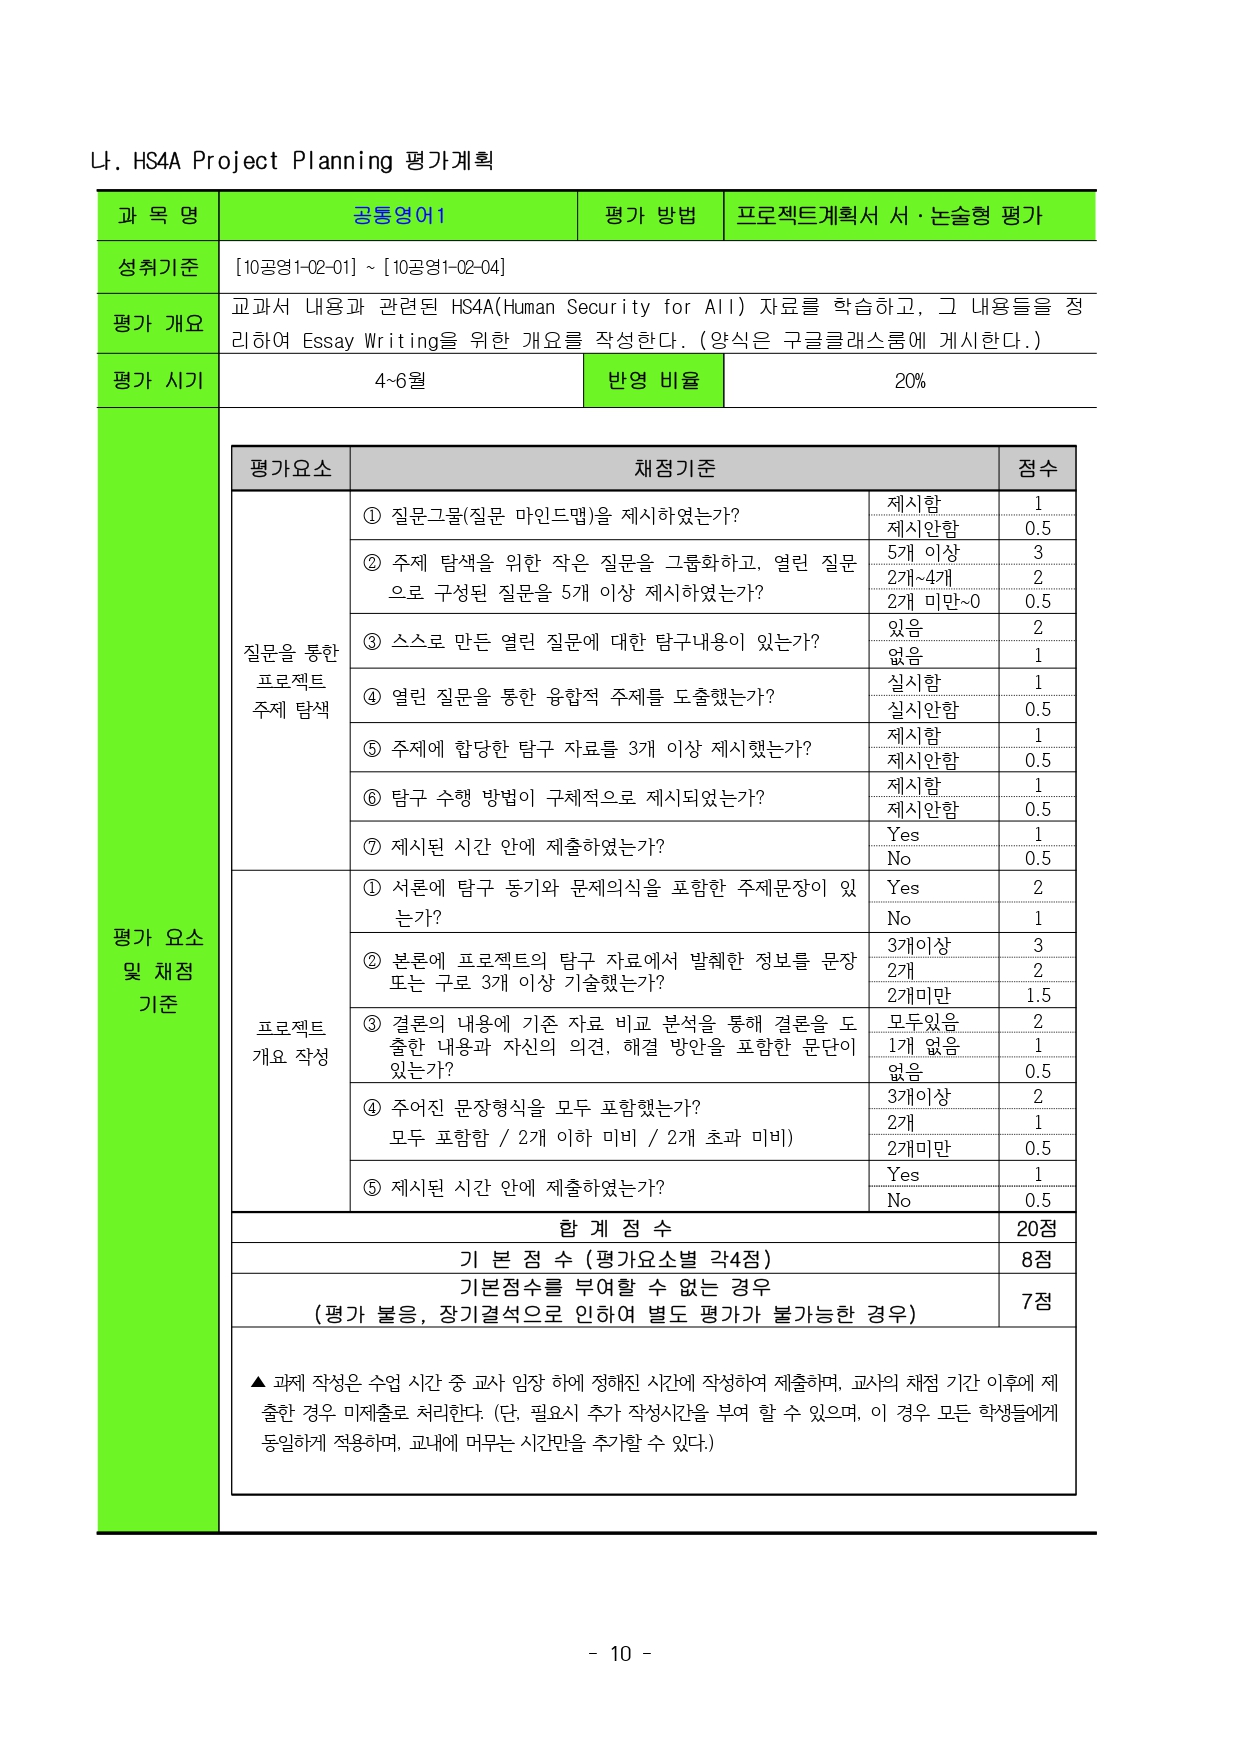 나. HS4A Project Planning 평가계획
과 목 명 공통영어1 평가 방법 프로젝트계획서 서·논술형 평가
성취기준 [10공영1-02-01] ~ [10공영1-02-04]
평가 개요 교과서 내용과 관련된 HS4A(Human Security for All) 자료를 학습하고, 그 내용들을 정
리하여 Essay Writing을 위한 개요를 작성한다. (양식은 구글클래스룸에 게시한다.)
평가 시기 4~6월 반영 비율 20%
평가 요소
및 채점
기준
평가요소 채점기준 점수
질문을 통한
프로젝트
주제 탐색
① 질문그물(질문 마인드맵)을 제시하였는가?
제시함 1
제시안함 0.5
② 주제 탐색을 위한 작은 질문을 그룹화하고, 열린 질문
으로 구성된 질문을 5개 이상 제시하였는가?
5개 이상 3
2개~4개 2
2개 미만~0 0.5
③ 스스로 만든 열린 질문에 대한 탐구내용이 있는가?
있음 2
없음 1
④ 열린 질문을 통한 융합적 주제를 도출했는가?
실시함 1
실시안함 0.5
⑤ 주제에 합당한 탐구 자료를 3개 이상 제시했는가?
제시함 1
제시안함 0.5
⑥ 탐구 수행 방법이 구체적으로 제시되었는가?
제시함 1
제시안함 0.5
⑦ 제시된 시간 안에 제출하였는가?
Yes 1
No 0.5
프로젝트
개요 작성
① 서론에 탐구 동기와 문제의식을 포함한 주제문장이 있
는가?
Yes 2
No 1
② 본론에 프로젝트의 탐구 자료에서 발췌한 정보를 문장
또는 구로 3개 이상 기술했는가?
3개이상 3
2개 2
2개미만 1.5
③ 결론의 내용에 기존 자료 비교 분석을 통해 결론을 도
출한 내용과 자신의 의견, 해결 방안을 포함한 문단이
있는가?
모두있음 2
1개 없음 1
없음 0.5
④ 주어진 문장형식을 모두 포함했는가?
모두 포함함 / 2개 이하 미비 / 2개 초과 미비)
3개이상 2
2개 1
2개미만 0.5
⑤ 제시된 시간 안에 제출하였는가?
Yes 1
No 0.5
합 계 점 수 20점
기 본 점 수 (평가요소별 각4점) 8점
기본점수를 부여할 수 없는 경우
(평가 불응, 장기결석으로 인하여 별도 평가가 불가능한 경우) 7점
▲ 과제 작성은 수업 시간 중 교사 임장 하에 정해진 시간에 작성하여 제출하며, 교사의 채점 기간 이후에 제
출한 경우 미제출로 처리한다. (단, 필요시 추가 작성시간을 부여 할 수 있으며, 이 경우 모든 학생들에게
동일하게 적용하며, 교내에 머무는 시간만을 추가할 수 있다.)
- 10 -